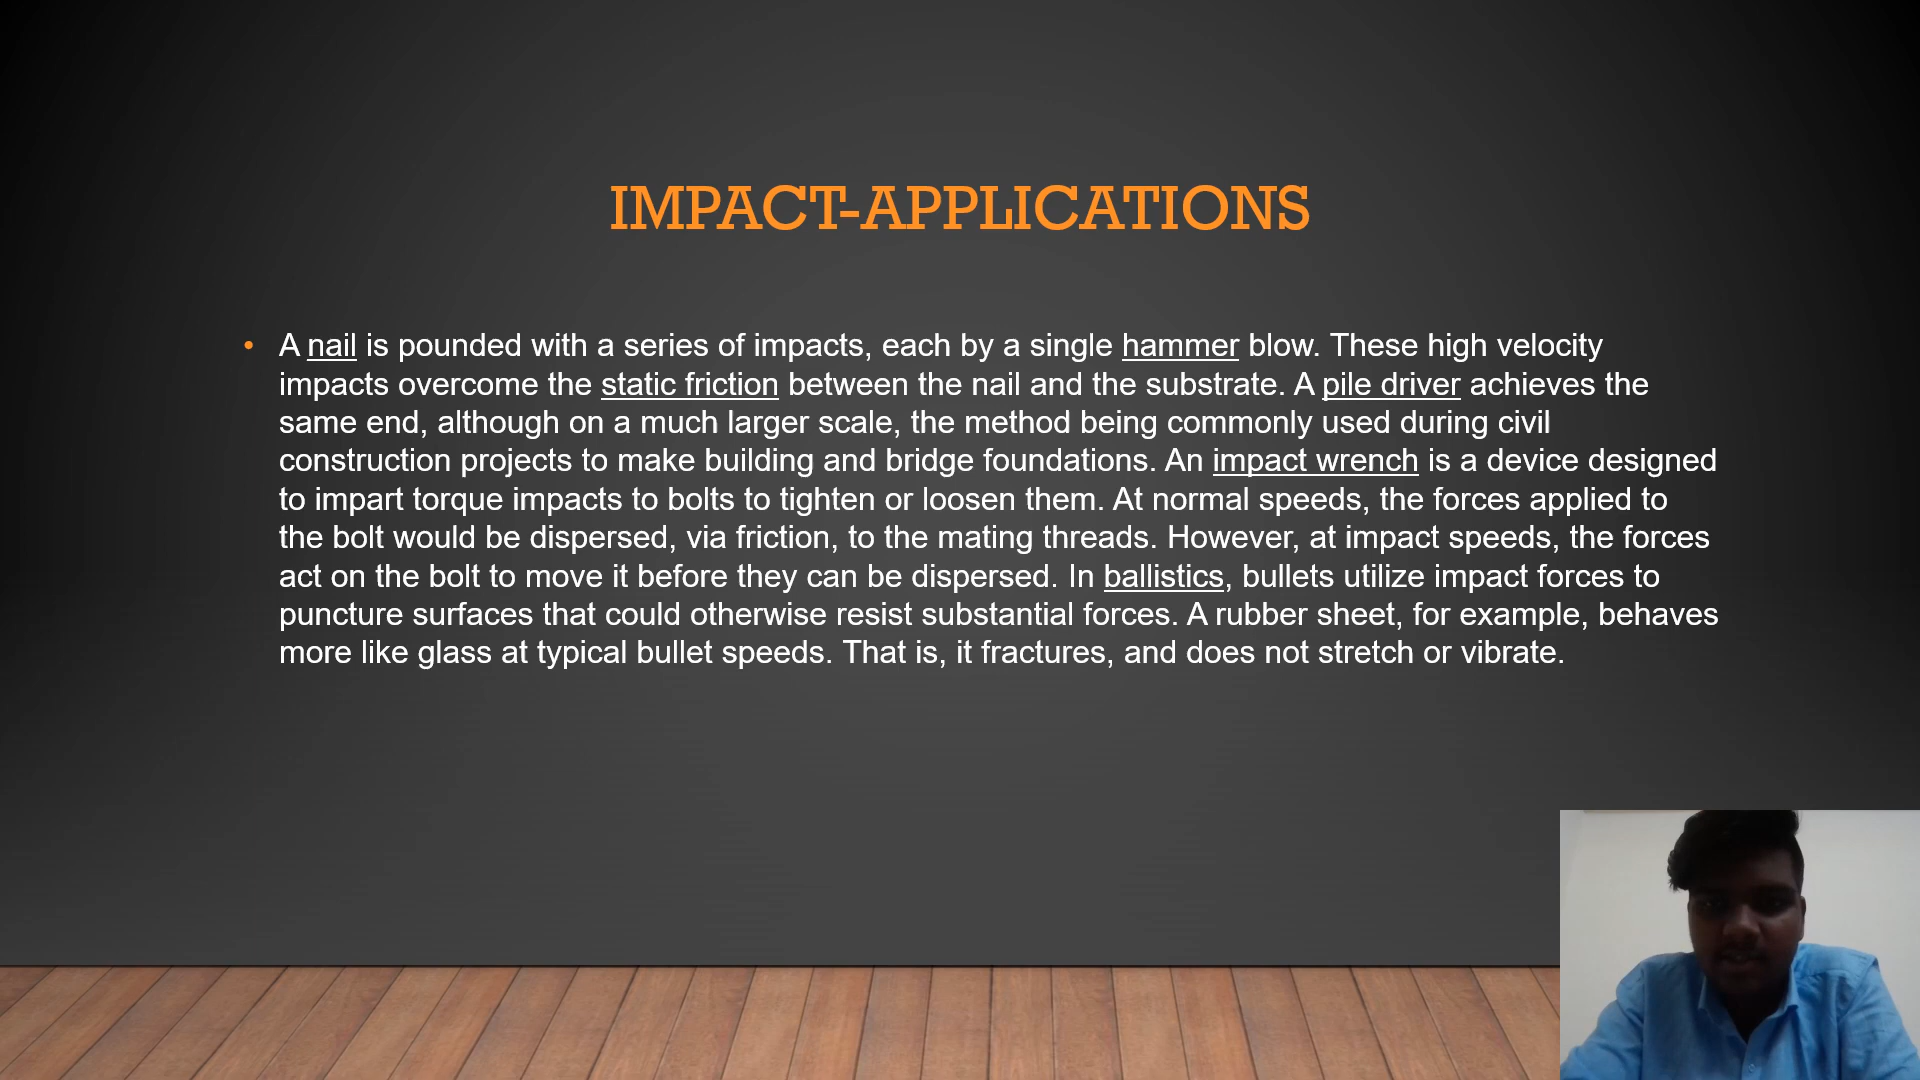 IMPACT-APPLICATIONS
• A nail is pounded with a series of impacts, each by a single hammer blow. These high velocity
impacts overcome the static friction between the nail and the substrate. A pile driver achieves the
same end, although on a much larger scale, the method being commonly used during civil
construction projects to make building and bridge foundations. An impact wrench is a device designed
to impart torque impacts to bolts to tighten or loosen them. At normal speeds, the forces applied to
the bolt would be dispersed, via friction, to the mating threads. However, at impact speeds, the forces
act on the bolt to move it before they can be dispersed. In ballistics, bullets utilize impact forces to
puncture surfaces that could otherwise resist substantial forces. A rubber sheet, for example, behaves
more like glass at typical bullet speeds. That is, it fractures, and does not stretch or vibrate.